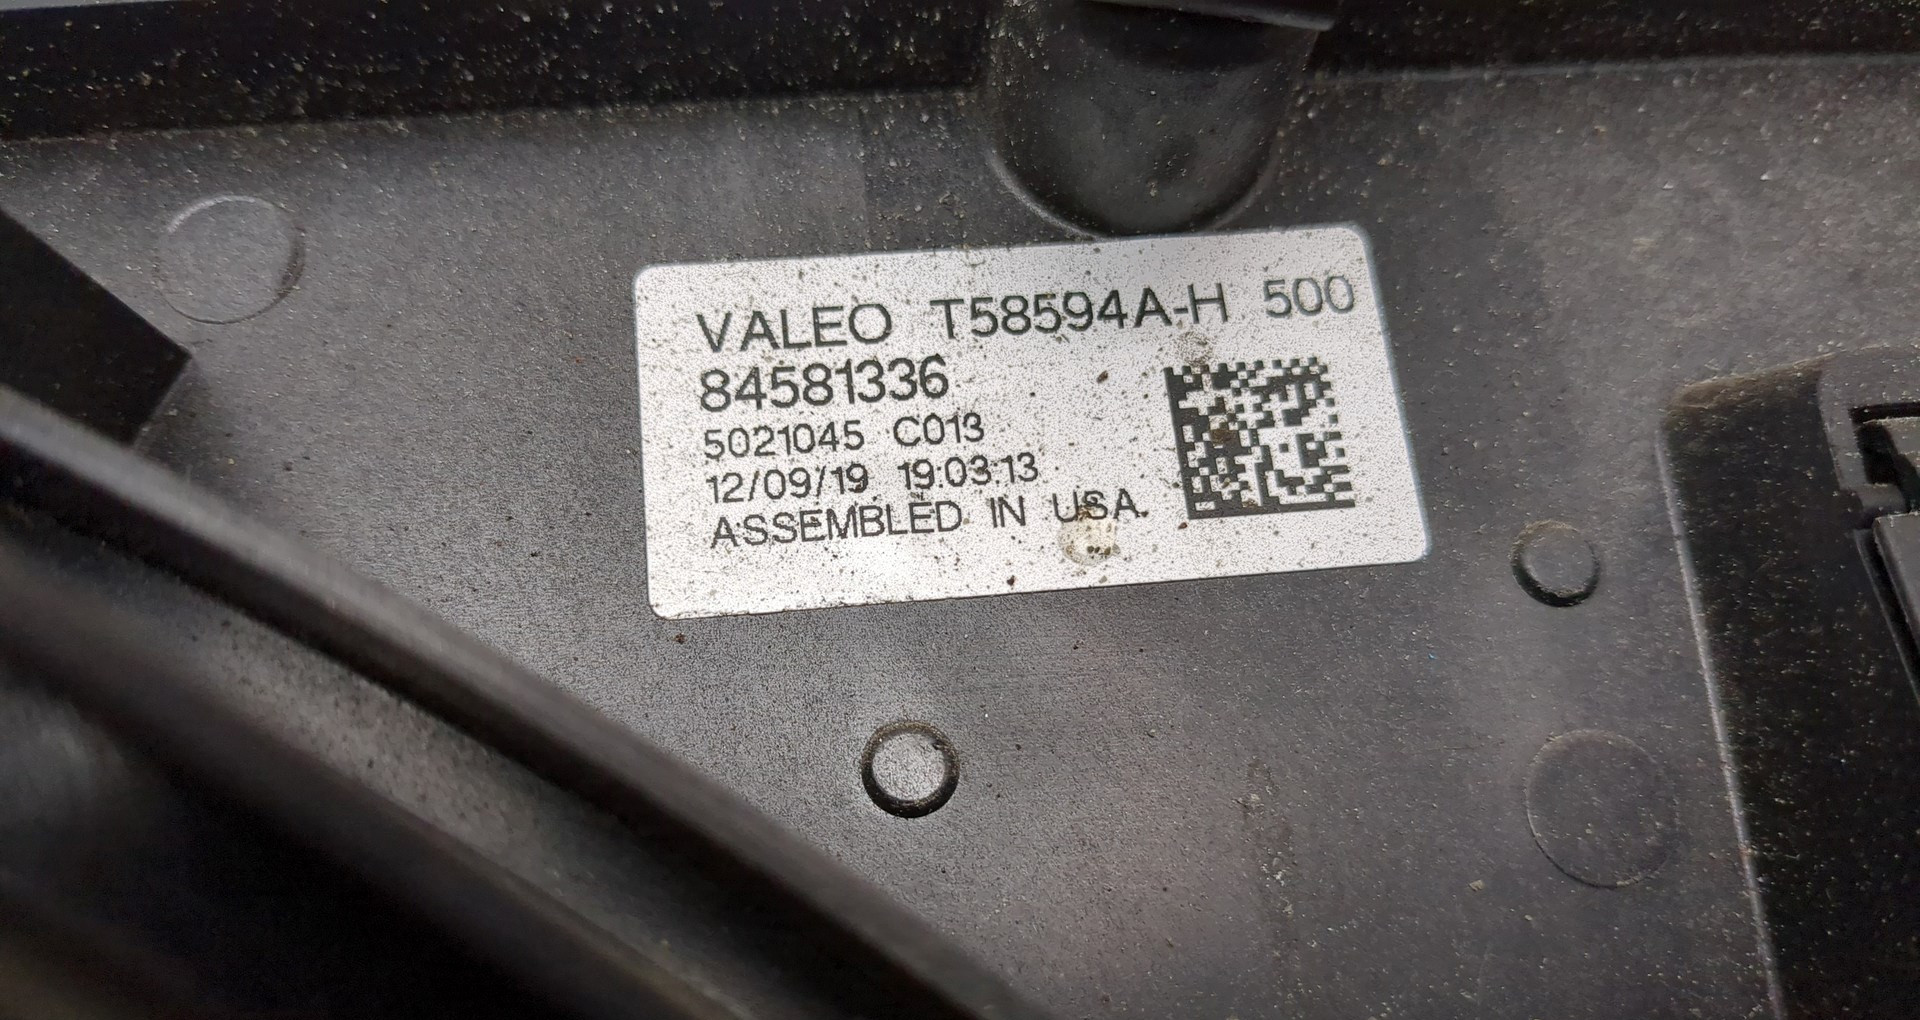 VALEO T58594A-H 500
84581336
5021045 C013
12/09/19 19:03:13
ASSEMBLED IN USA.